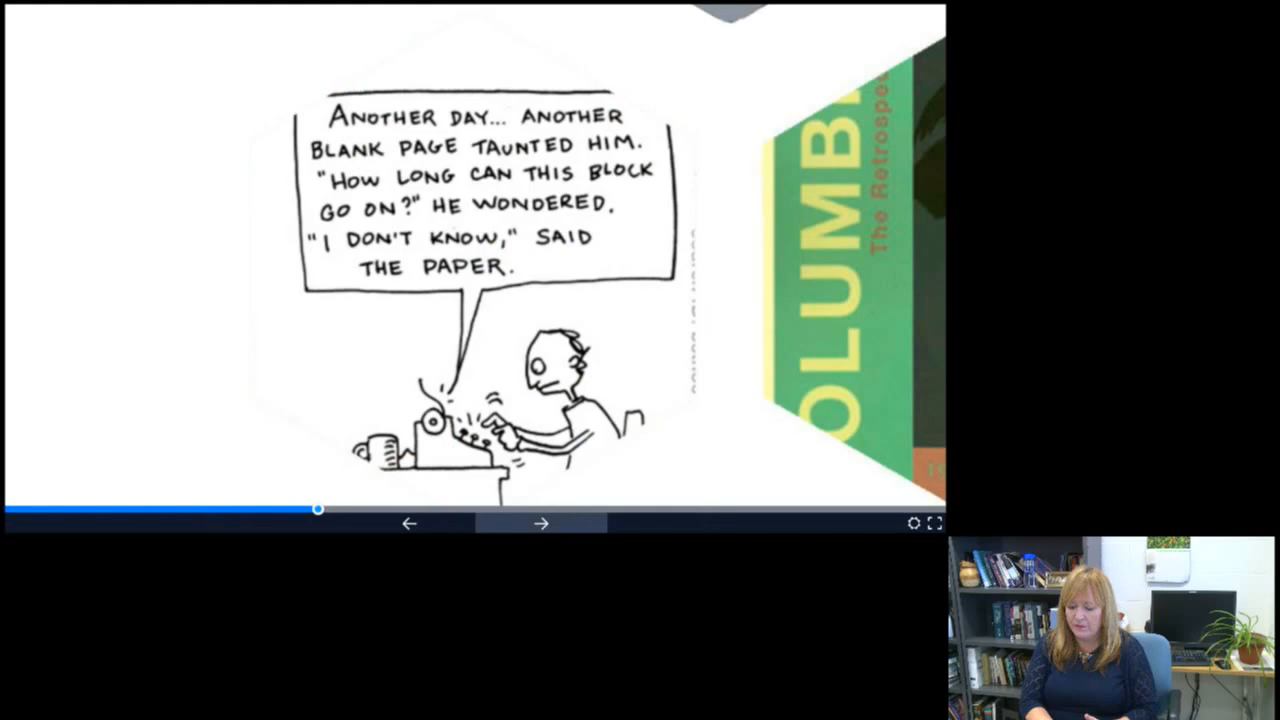 ANOTHER DAY... ANOTHER
BLANK PAGE TAUNTED HIM.
"HOW LONG CAN THIS BLOCK
GO ON?" HE WONDERED.
"I DON'T KNOW," SAID
THE PAPER.
OLUMB
The Retrospec